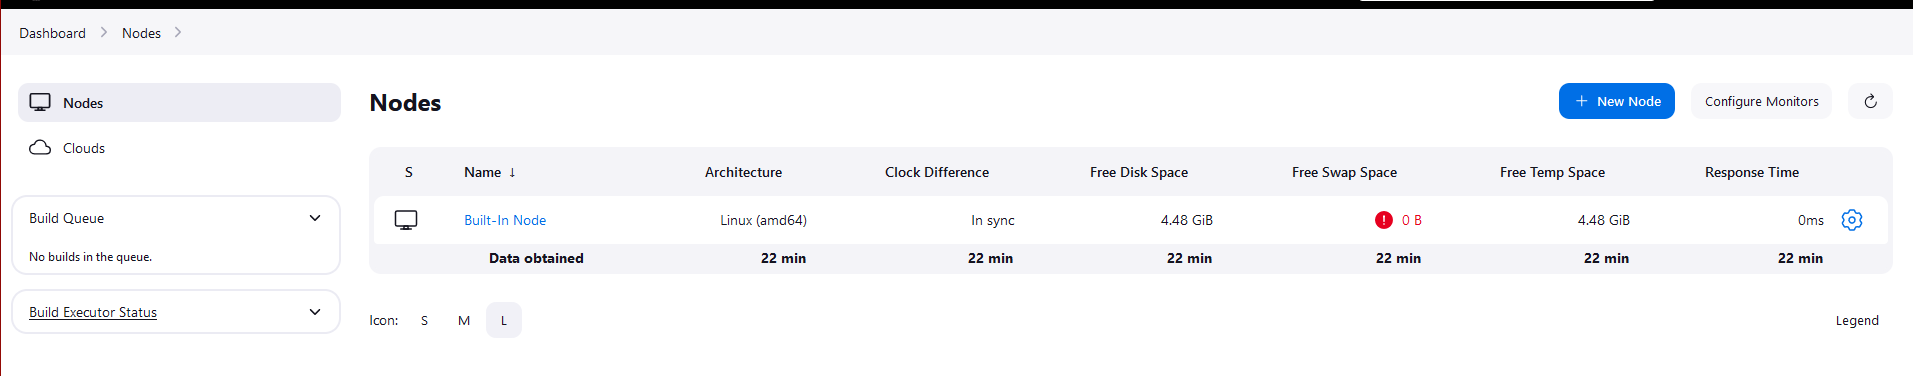 Dashboard > Nodes >
Nodes
Clouds
Build Queue
No builds in the queue.
Build Executor Status
Nodes
+ New Node
Configure Monitors
S Name ↓ Architecture Clock Difference Free Disk Space Free Swap Space Free Temp Space Response Time
Built-In Node Linux (amd64) In sync 4.48 GiB ! 0 B 4.48 GiB 0ms
Data obtained 22 min 22 min 22 min 22 min 22 min 22 min
Icon: S M L
Legend